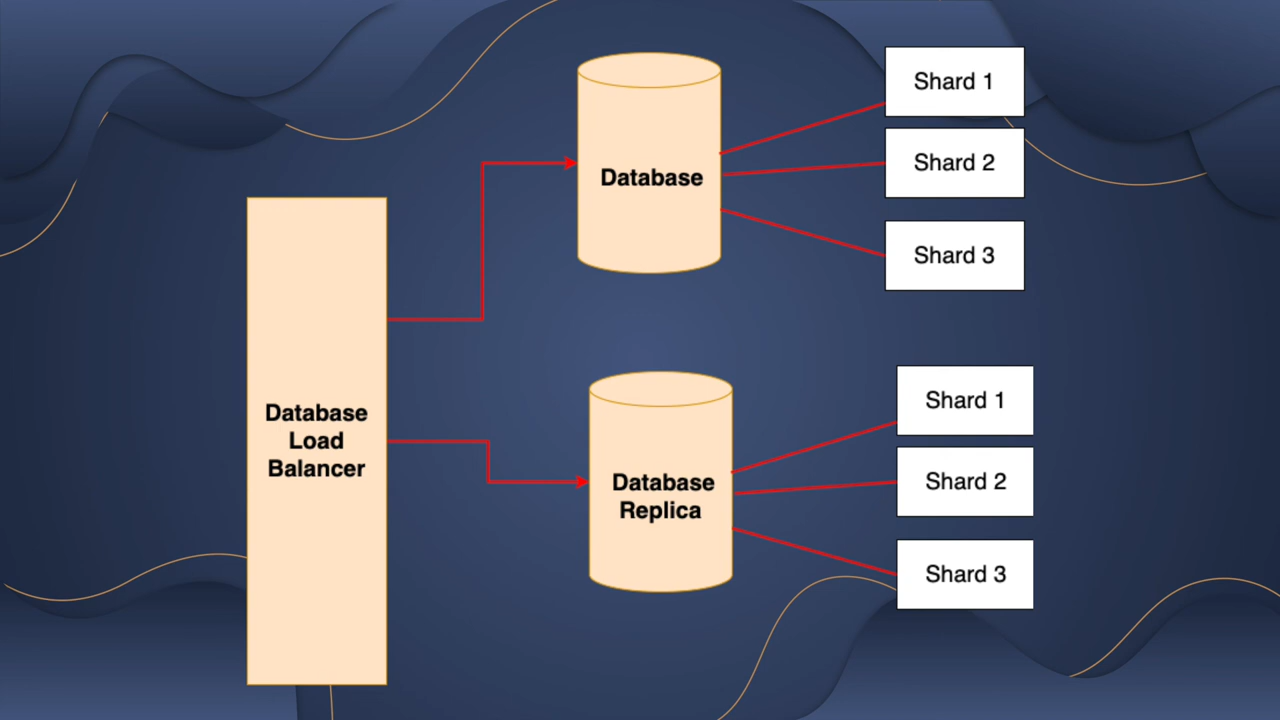 Database
Load
Balancer
Database
Shard 1
Shard 2
Shard 3
Database
Replica
Shard 1
Shard 2
Shard 3